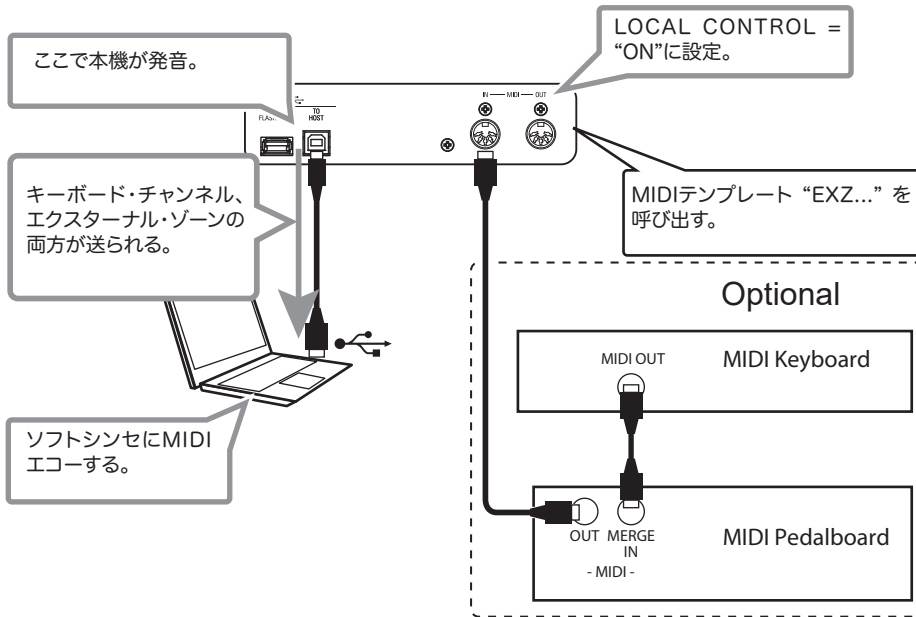 LOCAL CONTROL =
“ON”に設定。
ここで本機が発音。
IN MIDI OUT
TO
HOST
キーボード・チャンネル、
エクスターナル・ゾーンの
両方が送られる。
MIDIテンプレート “EXZ...” を
呼び出す。
Optional
MIDI OUT
MIDI Keyboard
ソフトシンセにMIDI
エコーする。
OUT MERGE
IN
- MIDI -
MIDI Pedalboard